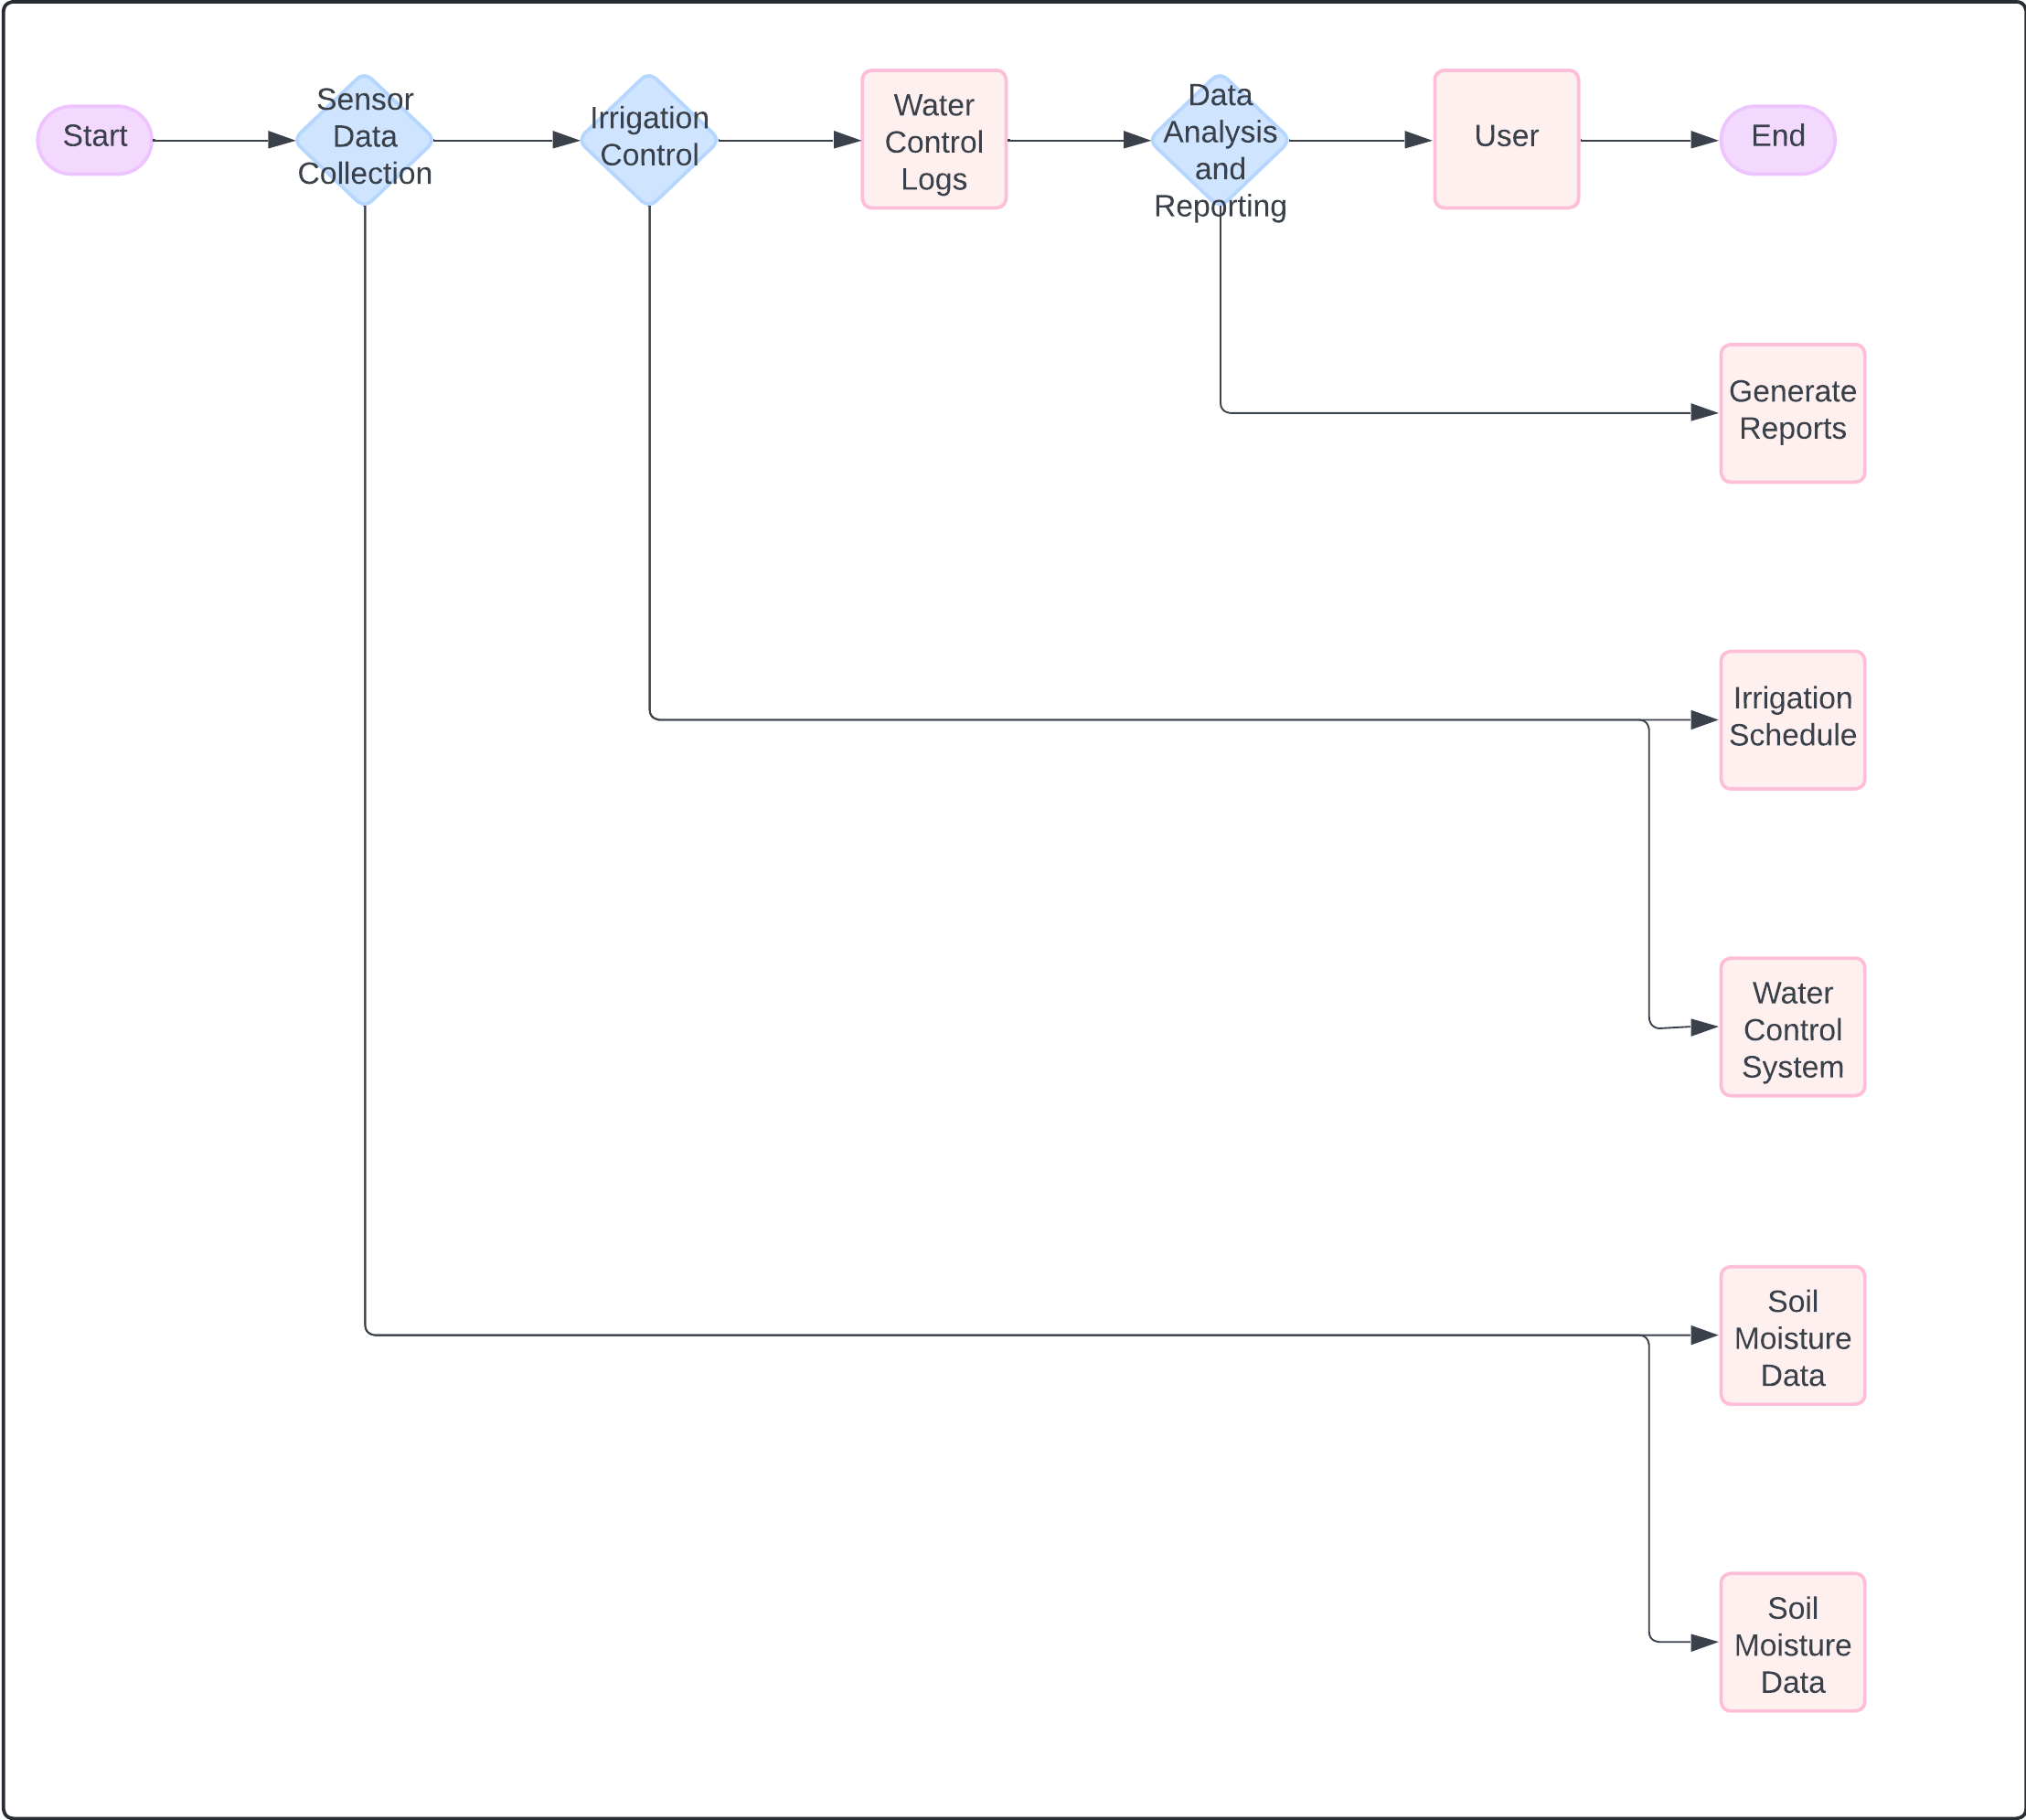 Start
Sensor
Data
Collection
Irrigation
Control
Water
Control
Logs
Data
Analysis
and
Reporting
User
End
Generate
Reports
Irrigation
Schedule
Water
Control
System
Soil
Moisture
Data
Soil
Moisture
Data